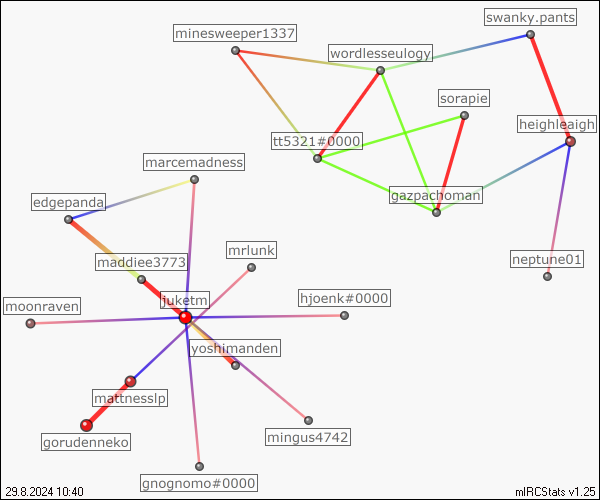 swanky.pants
minesweeper1337
wordlesseulogy
sorapie
heighleaigh
tt5321#0000
marcemadness
gazpachoman
edgepanda
mrlunk
neptune01
maddiee3773
juketm
hjoenk#0000
moonraven
yoshimanden
mattnesslp
mingus4742
gorudenneko
gnognomo#0000
29.8.2024 10:40
mIRCStats v1.25